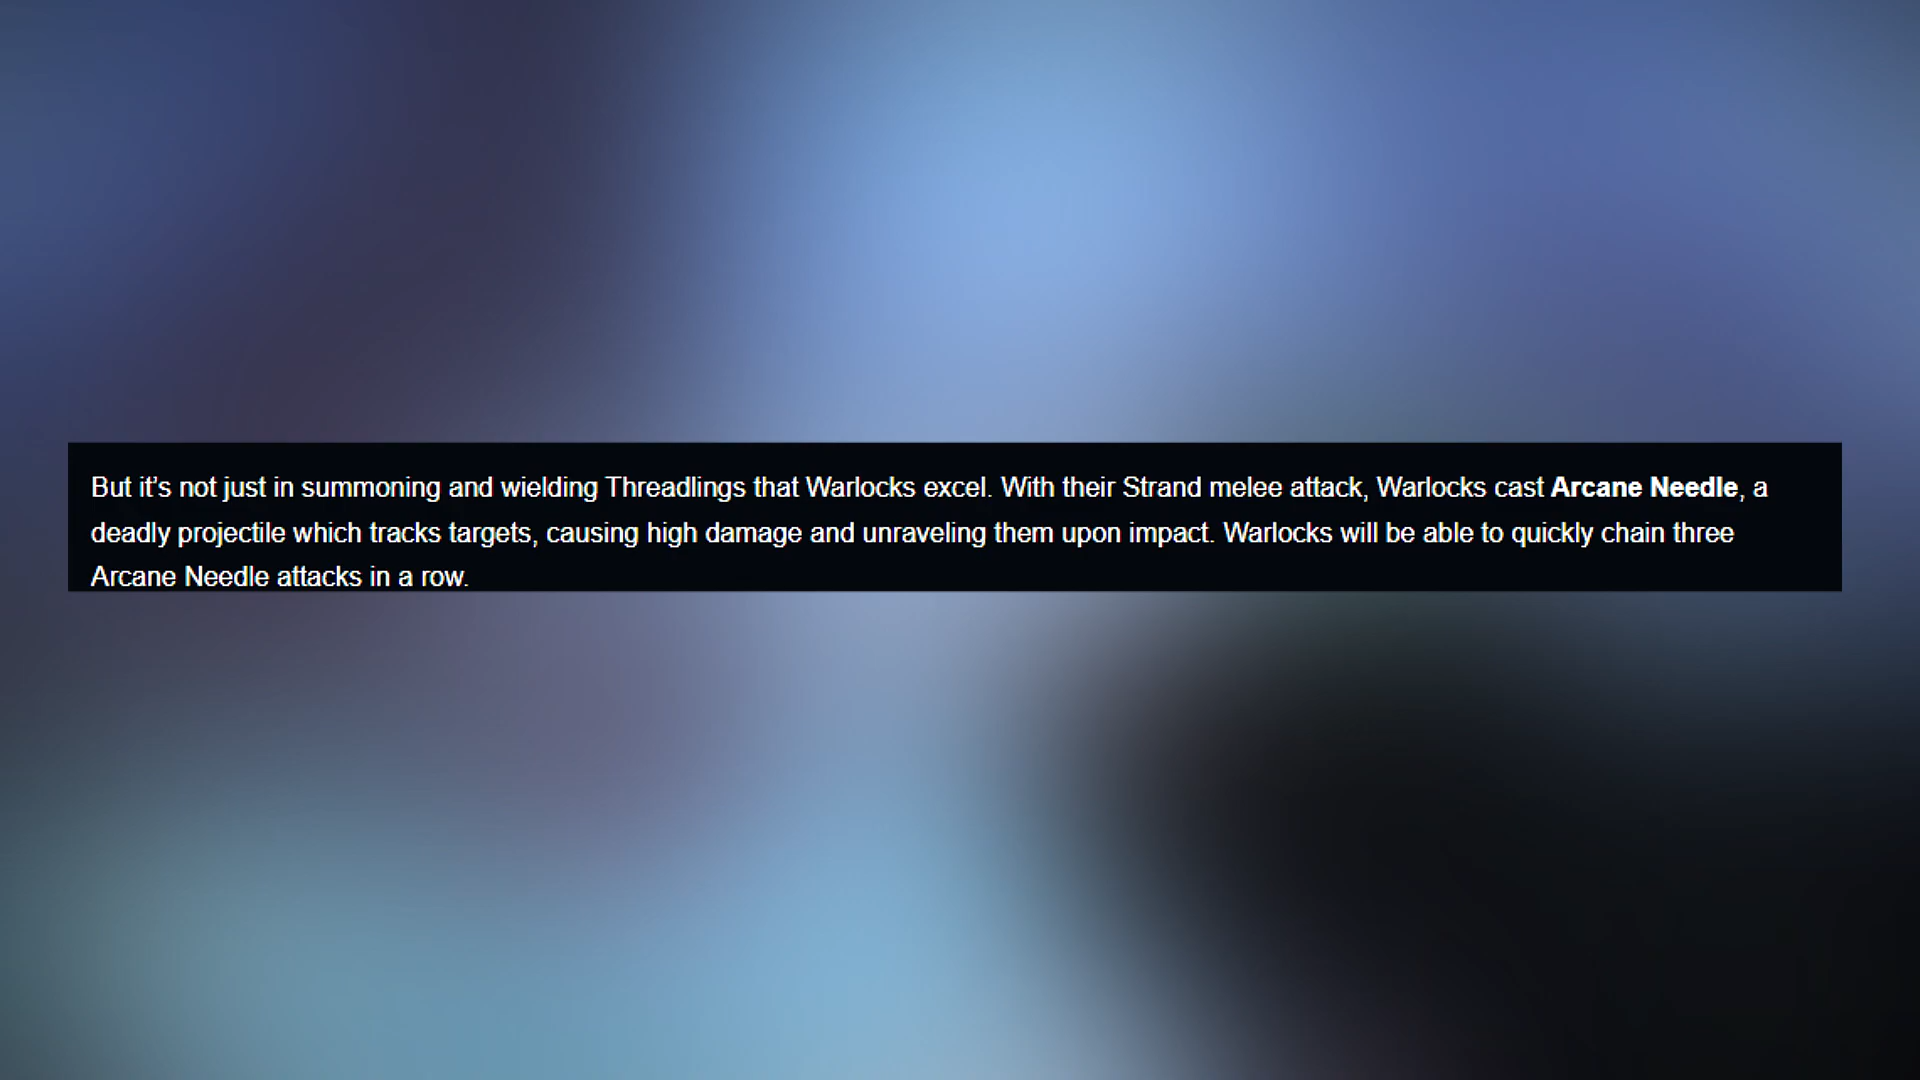 But it’s not just in summoning and wielding Threadlings that Warlocks excel. With their Strand melee attack, Warlocks cast Arcane Needle, a
deadly projectile which tracks targets, causing high damage and unraveling them upon impact. Warlocks will be able to quickly chain three
Arcane Needle attacks in a row.